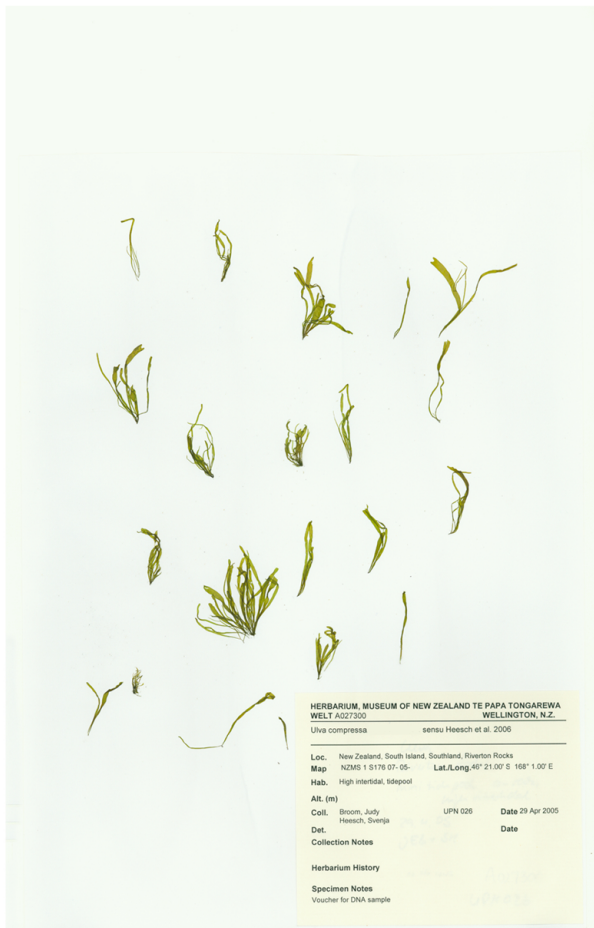 HERBARIUM, MUSEUM OF NEW ZEALAND TE PAPA TONGAREWA
WELT A027300 WELLINGTON, N.Z.
Ulva compressa sensu Heesch et al. 2006
Loc. New Zealand, South Island, Southland, Riverton Rocks
Map NZMS 1 S176 07- 05- Lat./Long. 46° 21.00' S 168° 1.00' E
Hab. High intertidal, tidepool
Alt. (m)
Coll. Broom, Judy UPN 026 Date 29 Apr 2005
Heesch, Svenja
Det. Date
Collection Notes
Herbarium History
Specimen Notes
Voucher for DNA sample